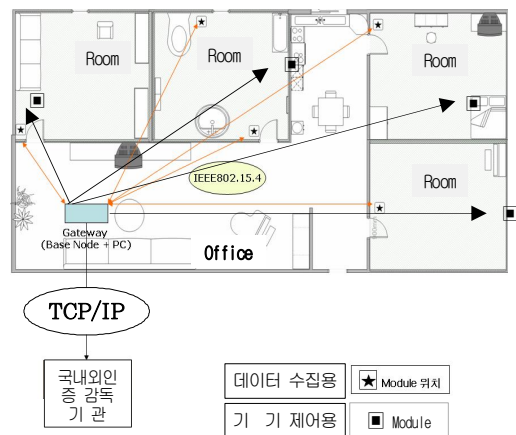 Room
Room
Room
Room
IEEE802.15.4
Gateway
(Base Node + PC)
Office
TCP/IP
국내외인
증 감독
기 관
데이터 수집용
Module 위치
기 기 제어용
Module